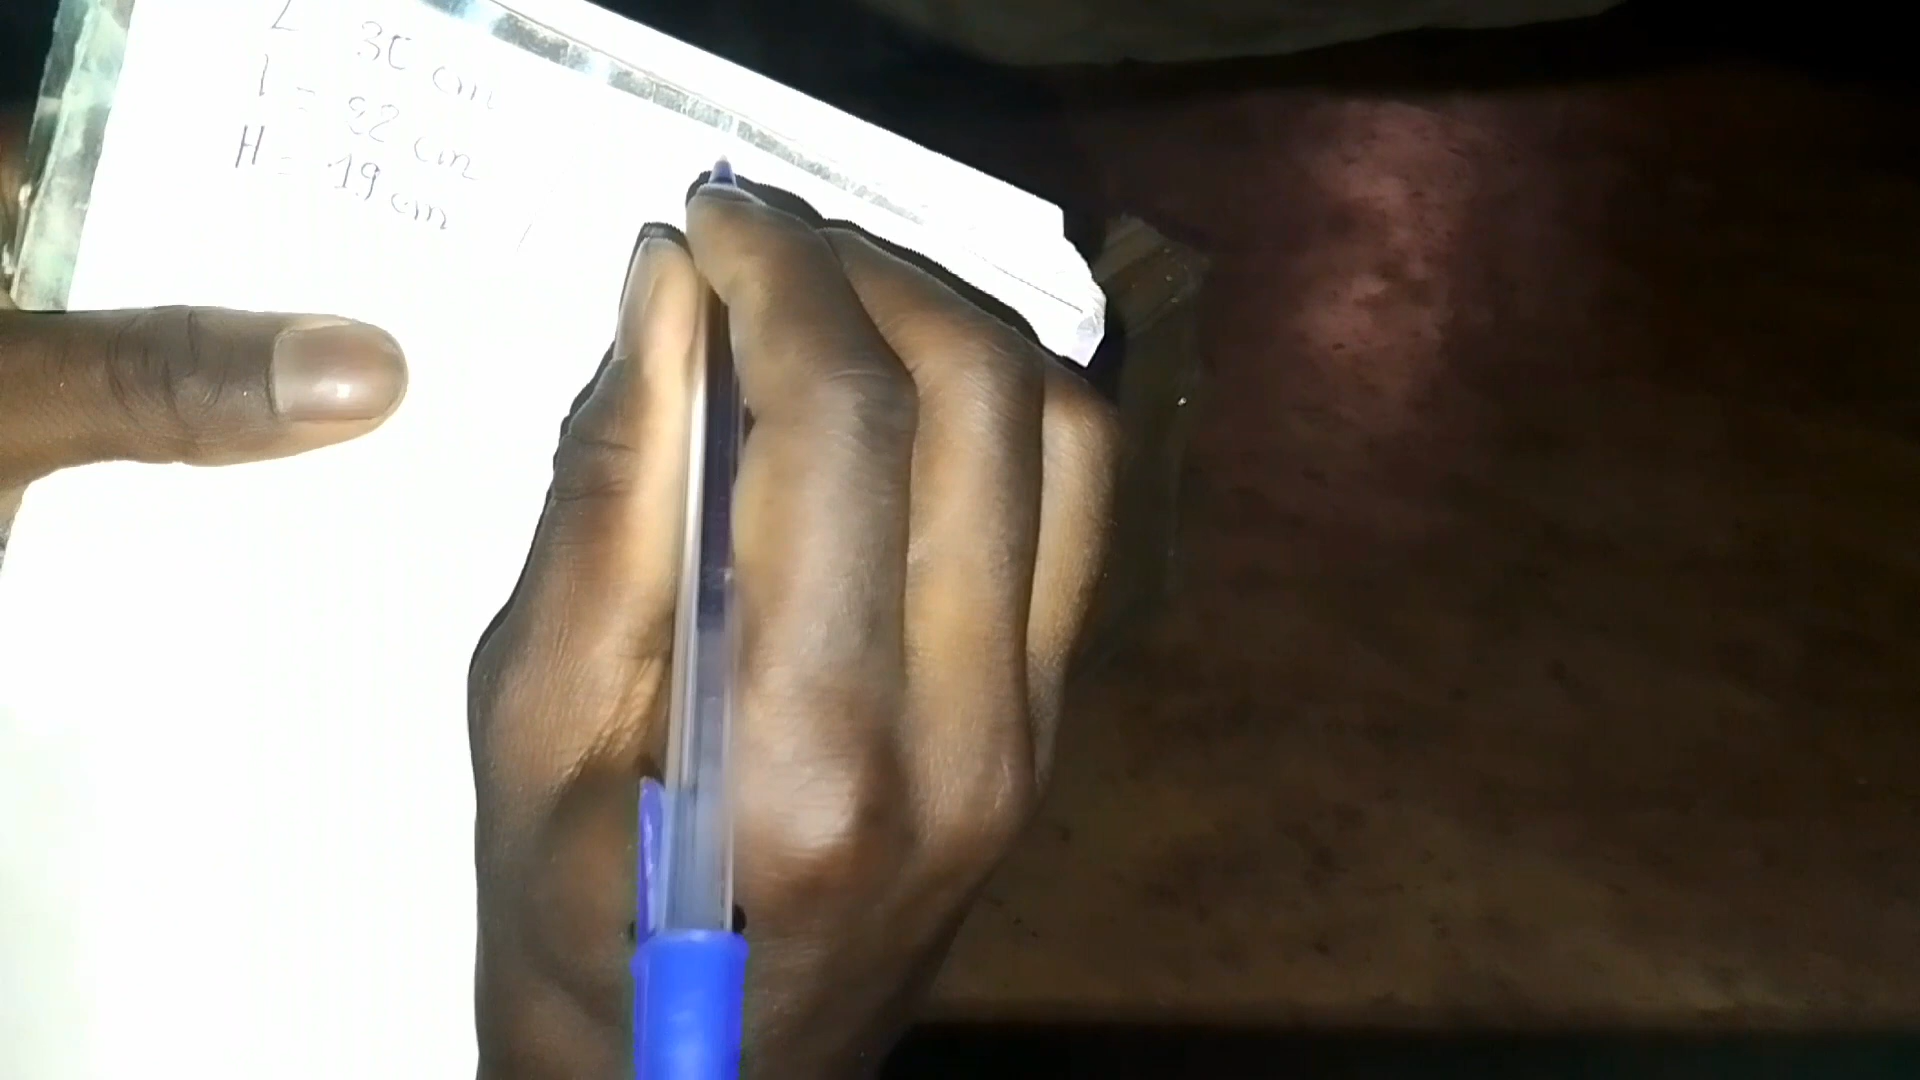 L 30 cm
l = 22 cm
H = 19 cm